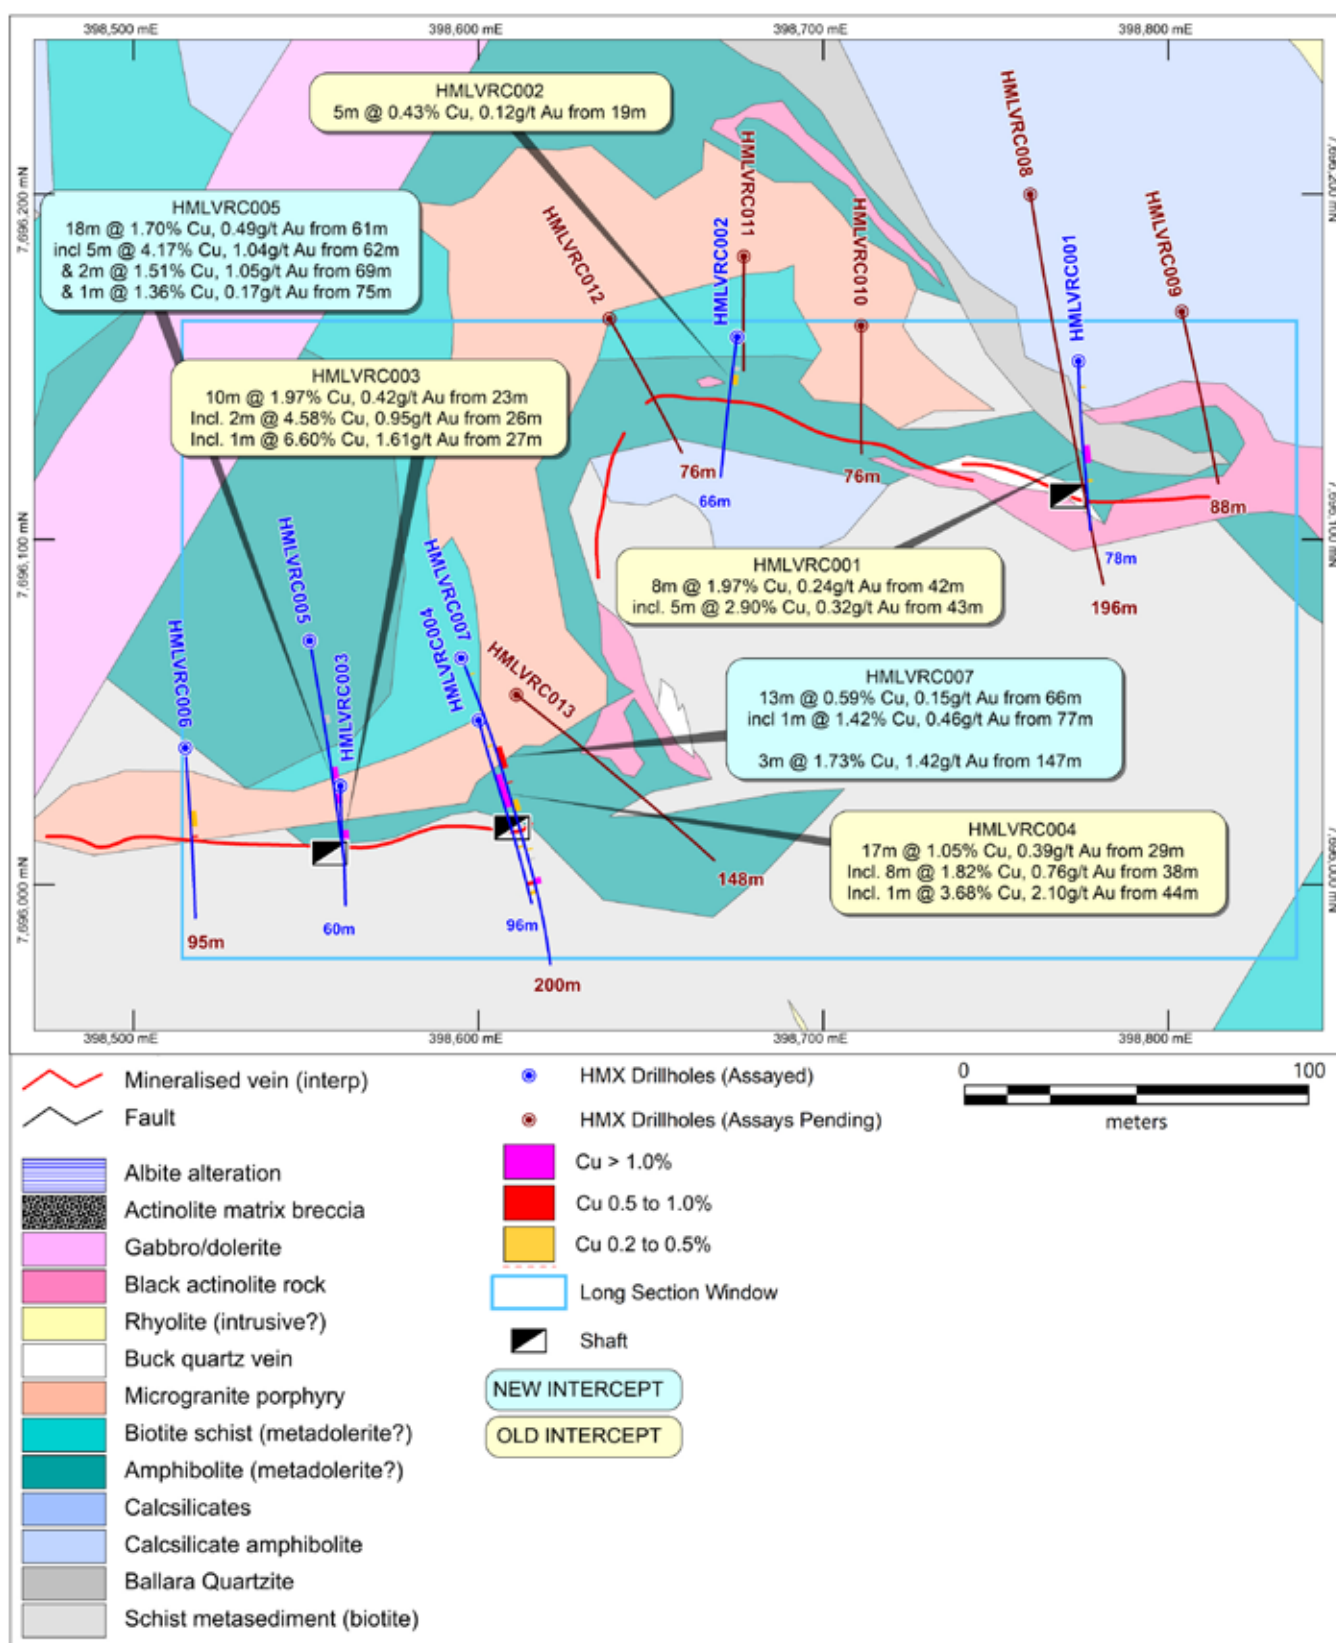 398,500 mE
398,600 mE
398,700 mE
398,800 mE
7,696,200 mN
7,696,100 mN
7,696,000 mN
7,696,200 mN
7,696,100 mN
7,696,000 mN
HMLVRC002
5m @ 0.43% Cu, 0.12g/t Au from 19m
HMLVRC005
18m @ 1.70% Cu, 0.49g/t Au from 61m
incl 5m @ 4.17% Cu, 1.04g/t Au from 62m
& 2m @ 1.51% Cu, 1.05g/t Au from 69m
& 1m @ 1.36% Cu, 0.17g/t Au from 75m
HMLVRC003
10m @ 1.97% Cu, 0.42g/t Au from 23m
Incl. 2m @ 4.58% Cu, 0.95g/t Au from 26m
Incl. 1m @ 6.60% Cu, 1.61g/t Au from 27m
HMLVRC012
HMLVRC002
HMLVRC011
HMLVRC010
HMLVRC008
HMLVRC001
HMLVRC009
76m
66m
76m
88m
78m
196m
HMLVRC001
8m @ 1.97% Cu, 0.24g/t Au from 42m
incl. 5m @ 2.90% Cu, 0.32g/t Au from 43m
HMLVRC006
HMLVRC005
HMLVRC003
HMLVRC007
HMLVRC004
HMLVRC013
HMLVRC007
13m @ 0.59% Cu, 0.15g/t Au from 66m
incl 1m @ 1.42% Cu, 0.46g/t Au from 77m
3m @ 1.73% Cu, 1.42g/t Au from 147m
HMLVRC004
17m @ 1.05% Cu, 0.39g/t Au from 29m
Incl. 8m @ 1.82% Cu, 0.76g/t Au from 38m
Incl. 1m @ 3.68% Cu, 2.10g/t Au from 44m
148m
95m
60m
96m
200m
398,500 mE
398,600 mE
398,700 mE
398,800 mE
Mineralised vein (interp)
Fault
Albite alteration
Actinolite matrix breccia
Gabbro/dolerite
Black actinolite rock
Rhyolite (intrusive?)
Buck quartz vein
Microgranite porphyry
Biotite schist (metadolerite?)
Amphibolite (metadolerite?)
Calcsilicates
Calcsilicate amphibolite
Ballara Quartzite
Schist metasediment (biotite)
HMX Drillholes (Assayed)
HMX Drillholes (Assays Pending)
Cu > 1.0%
Cu 0.5 to 1.0%
Cu 0.2 to 0.5%
Long Section Window
Shaft
NEW INTERCEPT
OLD INTERCEPT
0
100
meters